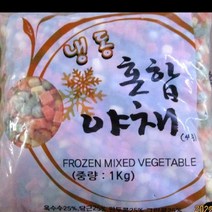 냉동
혼합
야채
FROZEN MIXED VEGETABLE
(중량 : 1Kg)